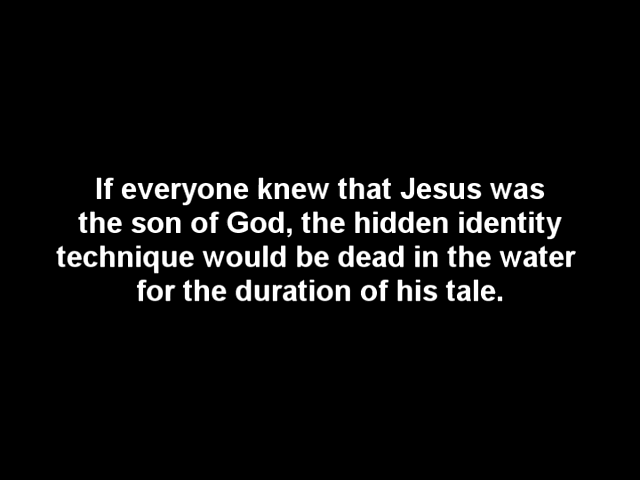 If everyone knew that Jesus was
the son of God, the hidden identity
technique would be dead in the water
for the duration of his tale.